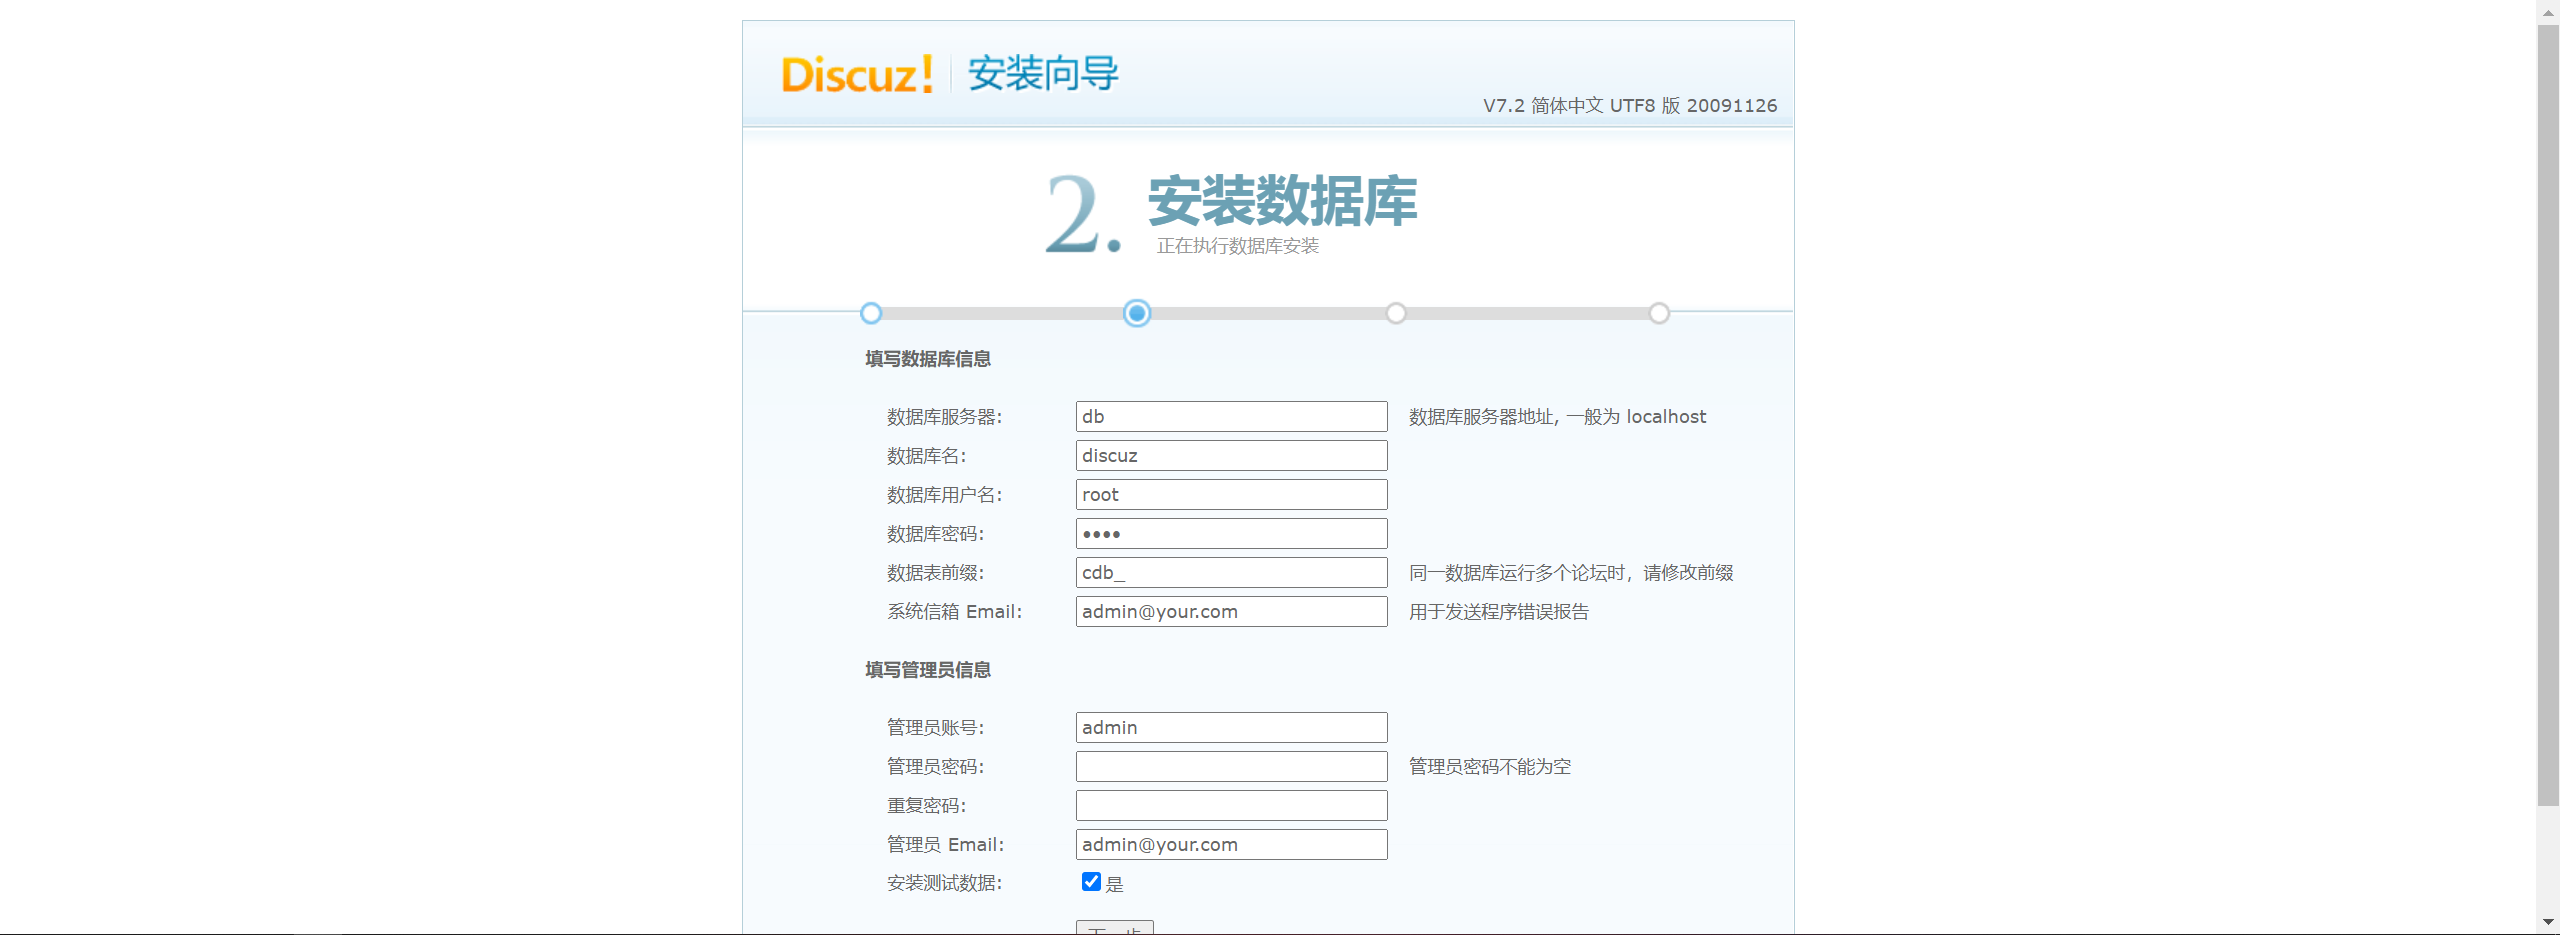 Discuz! 安装向导
V7.2 简体中文 UTF8 版 20091126
2. 安装数据库
正在执行数据库安装
填写数据库信息
数据库服务器: db 数据库服务器地址, 一般为 localhost
数据库名: discuz
数据库用户名: root
数据库密码: ••••
数据表前缀: cdb_ 同一数据库运行多个论坛时，请修改前缀
系统信箱 Email: admin@your.com 用于发送程序错误报告
填写管理员信息
管理员账号: admin
管理员密码: 管理员密码不能为空
重复密码:
管理员 Email: admin@your.com
安装测试数据: 是